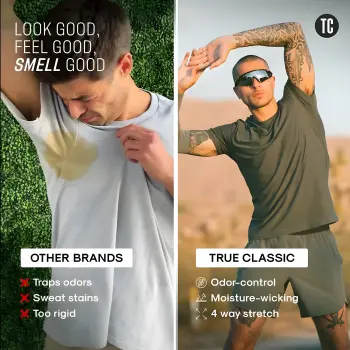 LOOK GOOD,
FEEL GOOD,
SMELL GOOD
TC
OTHER BRANDS
Traps odors
Sweat stains
Too rigid
TRUE CLASSIC
Odor-control
Moisture-wicking
4 way stretch